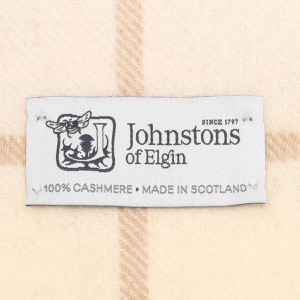 SINCE 1797
Johnstons
of Elgin
100% CASHMERE • MADE IN SCOTLAND